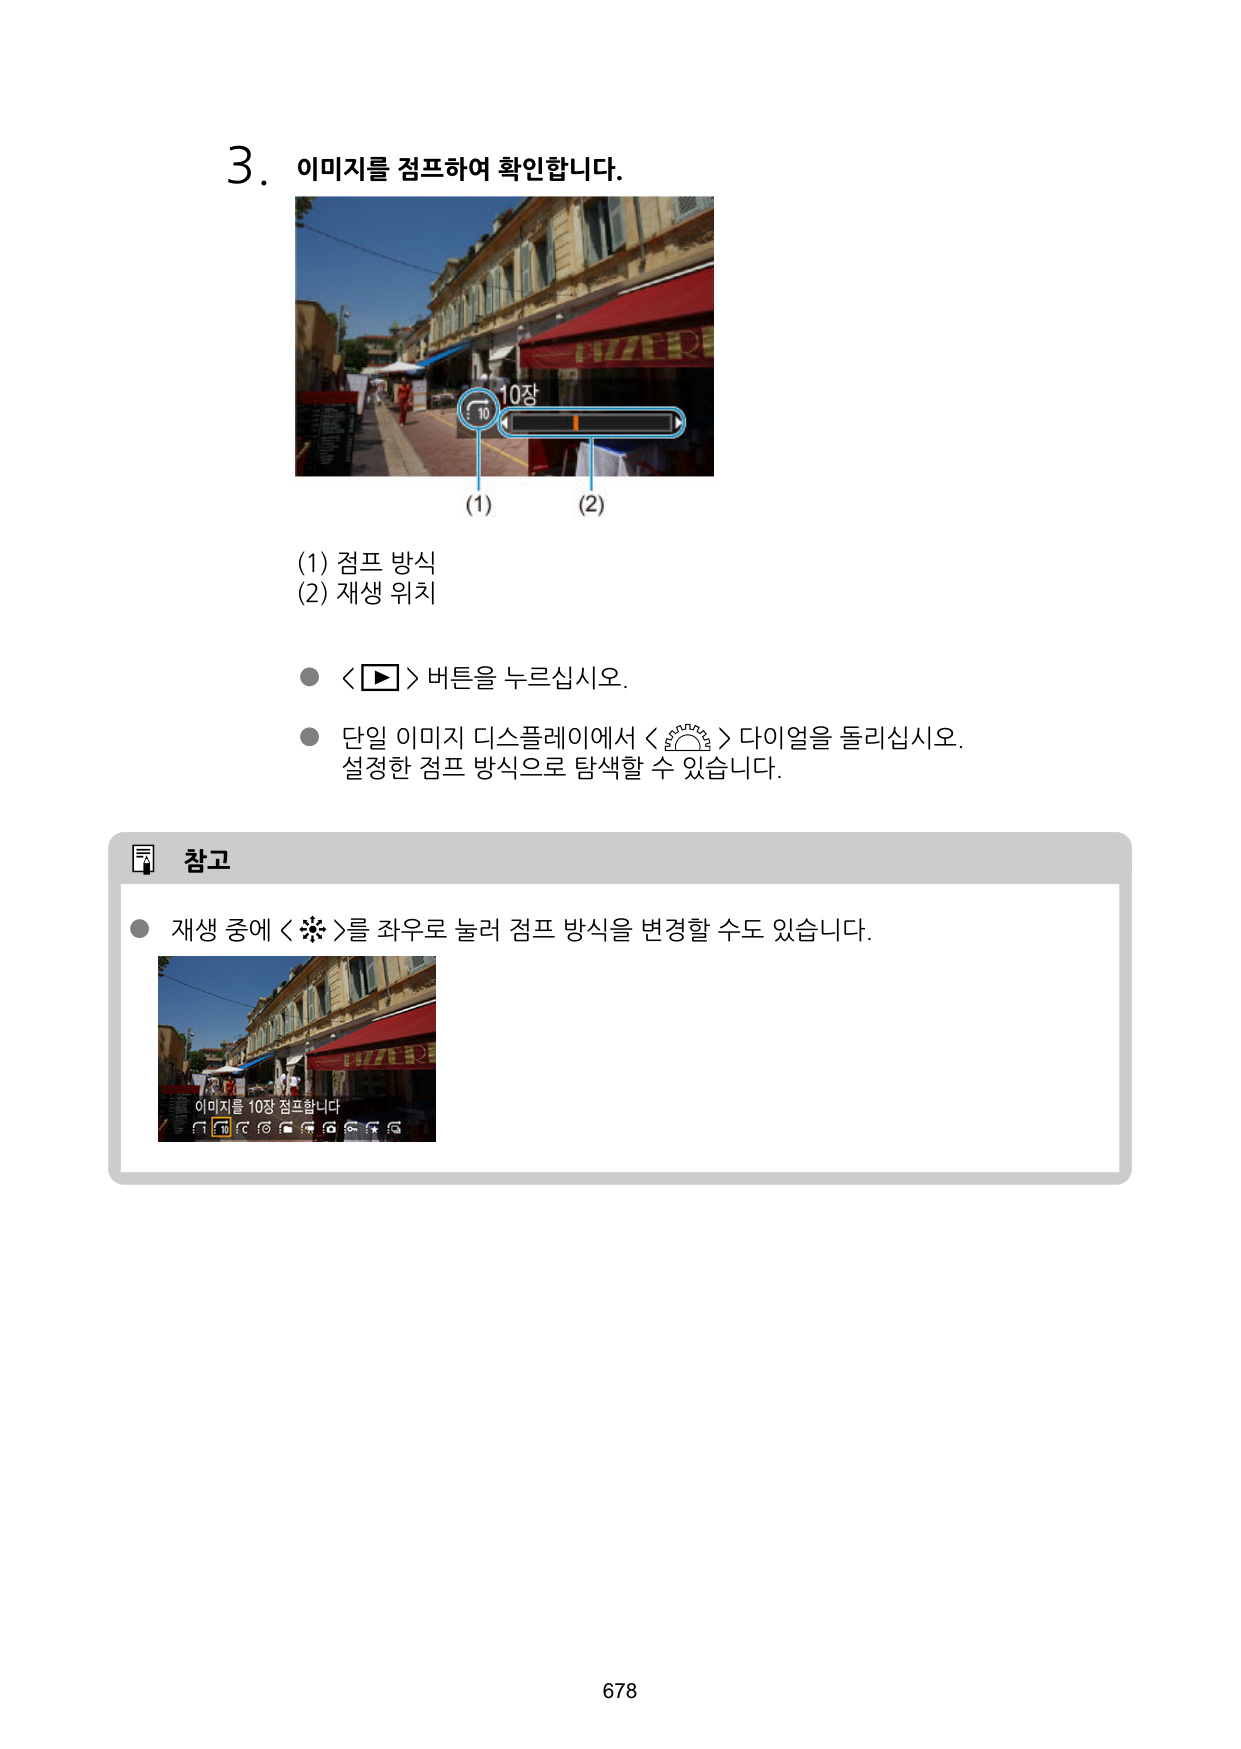 3. 이미지를 점프하여 확인합니다.
PIZZERI
10장
10
(1) (2)
(1) 점프 방식
(2) 재생 위치
● < > 버튼을 누르십시오.
● 단일 이미지 디스플레이에서 < > 다이얼을 돌리십시오.
설정한 점프 방식으로 탐색할 수 있습니다.
참고
● 재생 중에 < >를 좌우로 눌러 점프 방식을 변경할 수도 있습니다.
PIZZERI
이미지를 10장 점프합니다
1 10 C
678